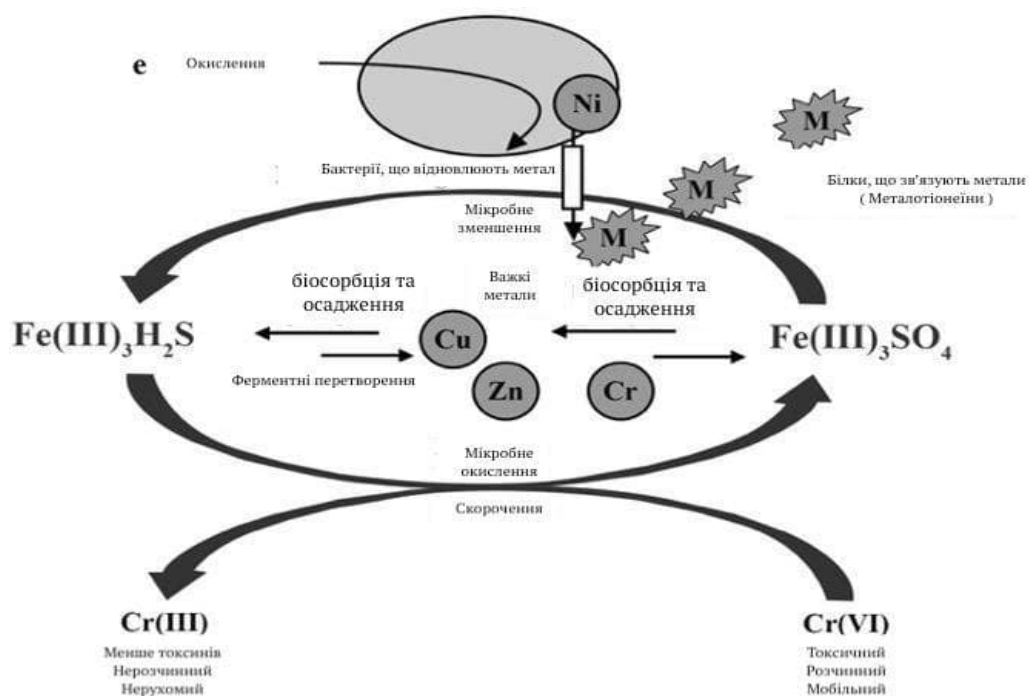 e
Окислення
Ni
M
Бактерії, що відновлюють метал
M
Білки, що зв'язують метали
( Металотіонеїни )
Мікробне
зменшення
M
біосорбція та
осадження
Важкі
метали
біосорбція та
осадження
Fe(III)₃H₂S
Cu
Fe(III)₃SO₄
Ферментні перетворення
Zn
Cr
Мікробне
окислення
Скорочення
Cr(III)
Менше токсинів
Нерозчинний
Нерухомий
Cr(VI)
Токсичний
Розчинний
Мобільний